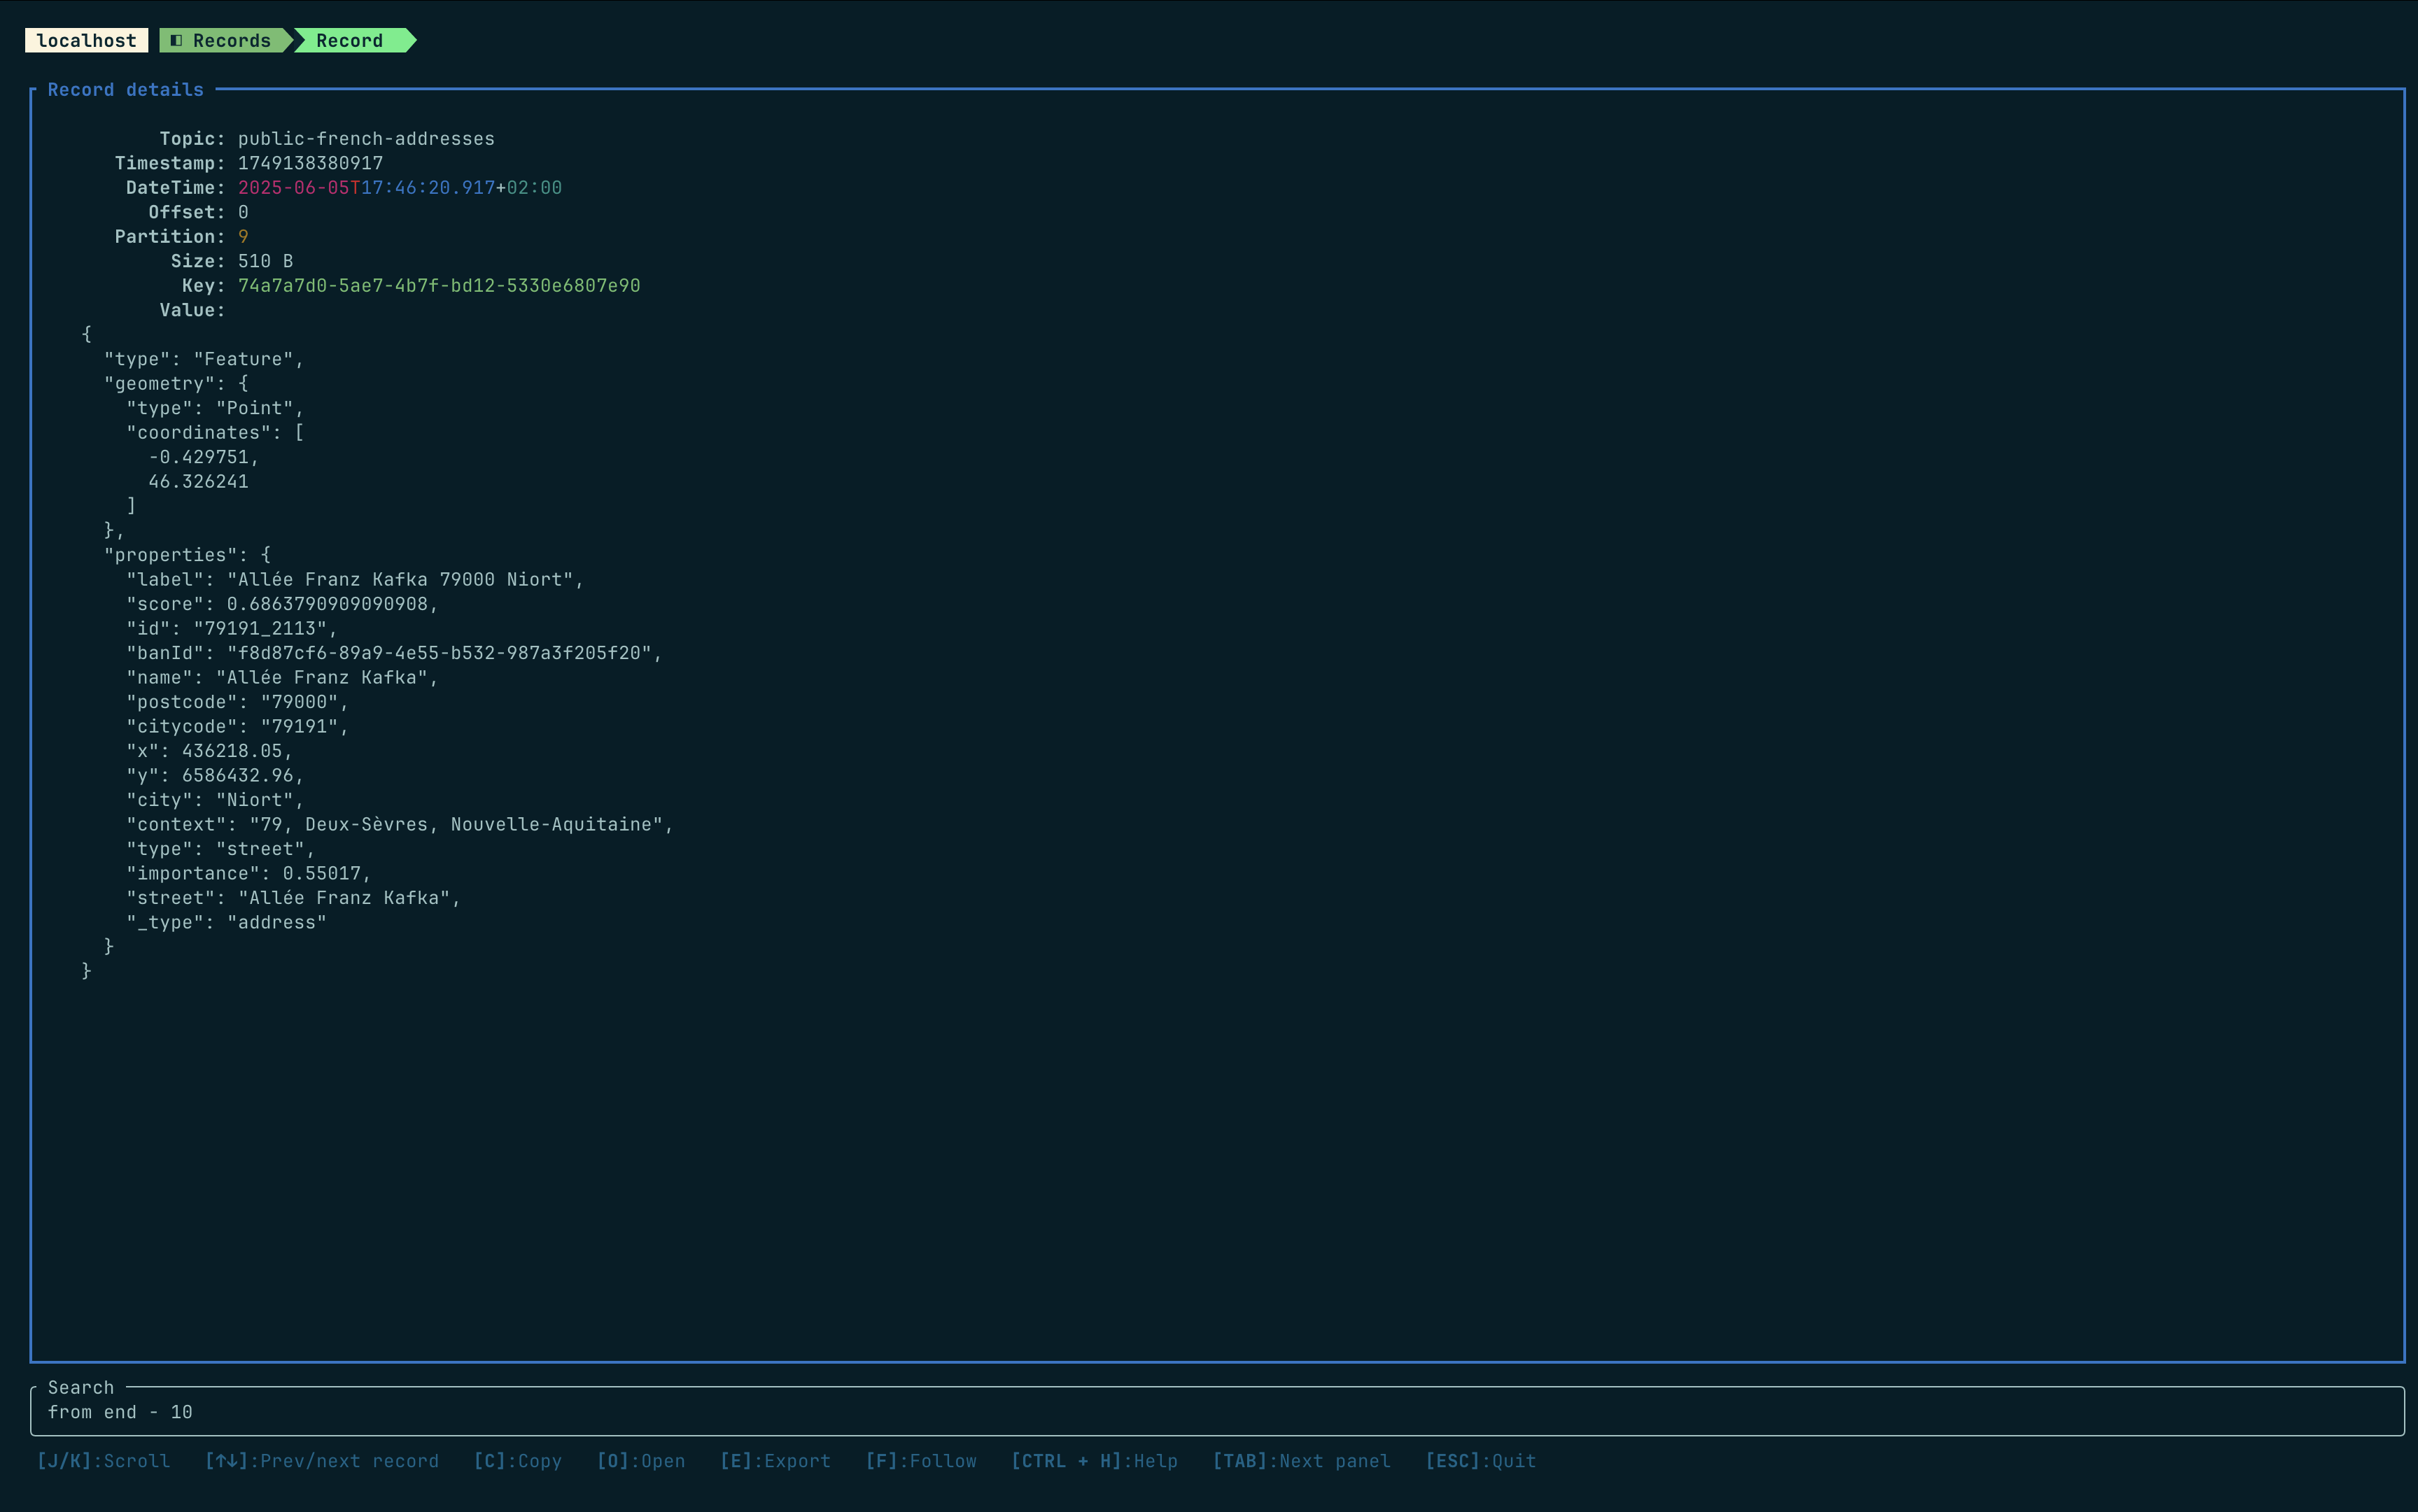 localhost Records Record
Record details
Topic: public-french-addresses
Timestamp: 1749138380917
DateTime: 2025-06-05T17:46:20.917+02:00
Offset: 0
Partition: 9
Size: 510 B
Key: 74a7a7d0-5ae7-4b7f-bd12-5330e6807e90
Value:
{
  "type": "Feature",
  "geometry": {
    "type": "Point",
    "coordinates": [
      -0.429751,
      46.326241
    ]
  },
  "properties": {
    "label": "Allée Franz Kafka 79000 Niort",
    "score": 0.6863790909090908,
    "id": "79191_2113",
    "banId": "f8d87cf6-89a9-4e55-b532-987a3f205f20",
    "name": "Allée Franz Kafka",
    "postcode": "79000",
    "citycode": "79191",
    "x": 436218.05,
    "y": 6586432.96,
    "city": "Niort",
    "context": "79, Deux-Sèvres, Nouvelle-Aquitaine",
    "type": "street",
    "importance": 0.55017,
    "street": "Allée Franz Kafka",
    "_type": "address"
  }
}
Search
from end - 10
[J/K]:Scroll [↑↓]:Prev/next record [C]:Copy [O]:Open [E]:Export [F]:Follow [CTRL + H]:Help [TAB]:Next panel [ESC]:Quit